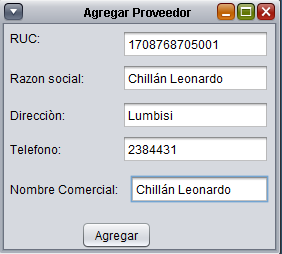 Agregar Proveedor
RUC: 1708768705001
Razon social: Chillán Leonardo
Direcciòn: Lumbisi
Telefono: 2384431
Nombre Comercial: Chillán Leonardo
Agregar